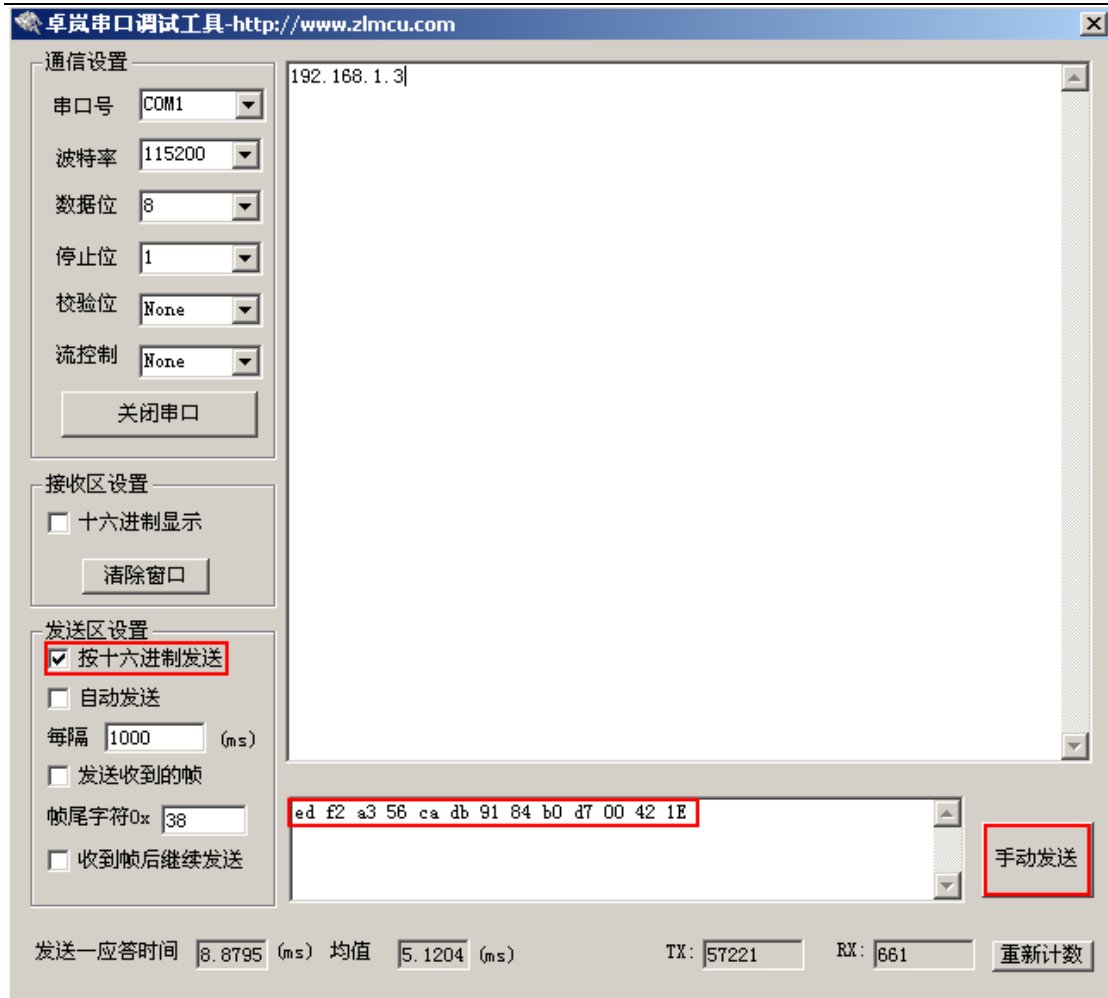 卓岚串口调试工具-http://www.zlmcu.com
通信设置
串口号 COM1
波特率 115200
数据位 8
停止位 1
校验位 None
流控制 None
关闭串口
接收区设置
十六进制显示
清除窗口
发送区设置
按十六进制发送
自动发送
每隔 1000 (ms)
发送收到的帧
帧尾字符0x 38
收到帧后继续发送
192.168.1.3
ed f2 a3 56 ca db 91 84 b0 d7 00 42 1E
手动发送
发送—应答时间 8.8795 (ms) 均值 5.1204 (ms) TX: 57221 RX: 661 重新计数